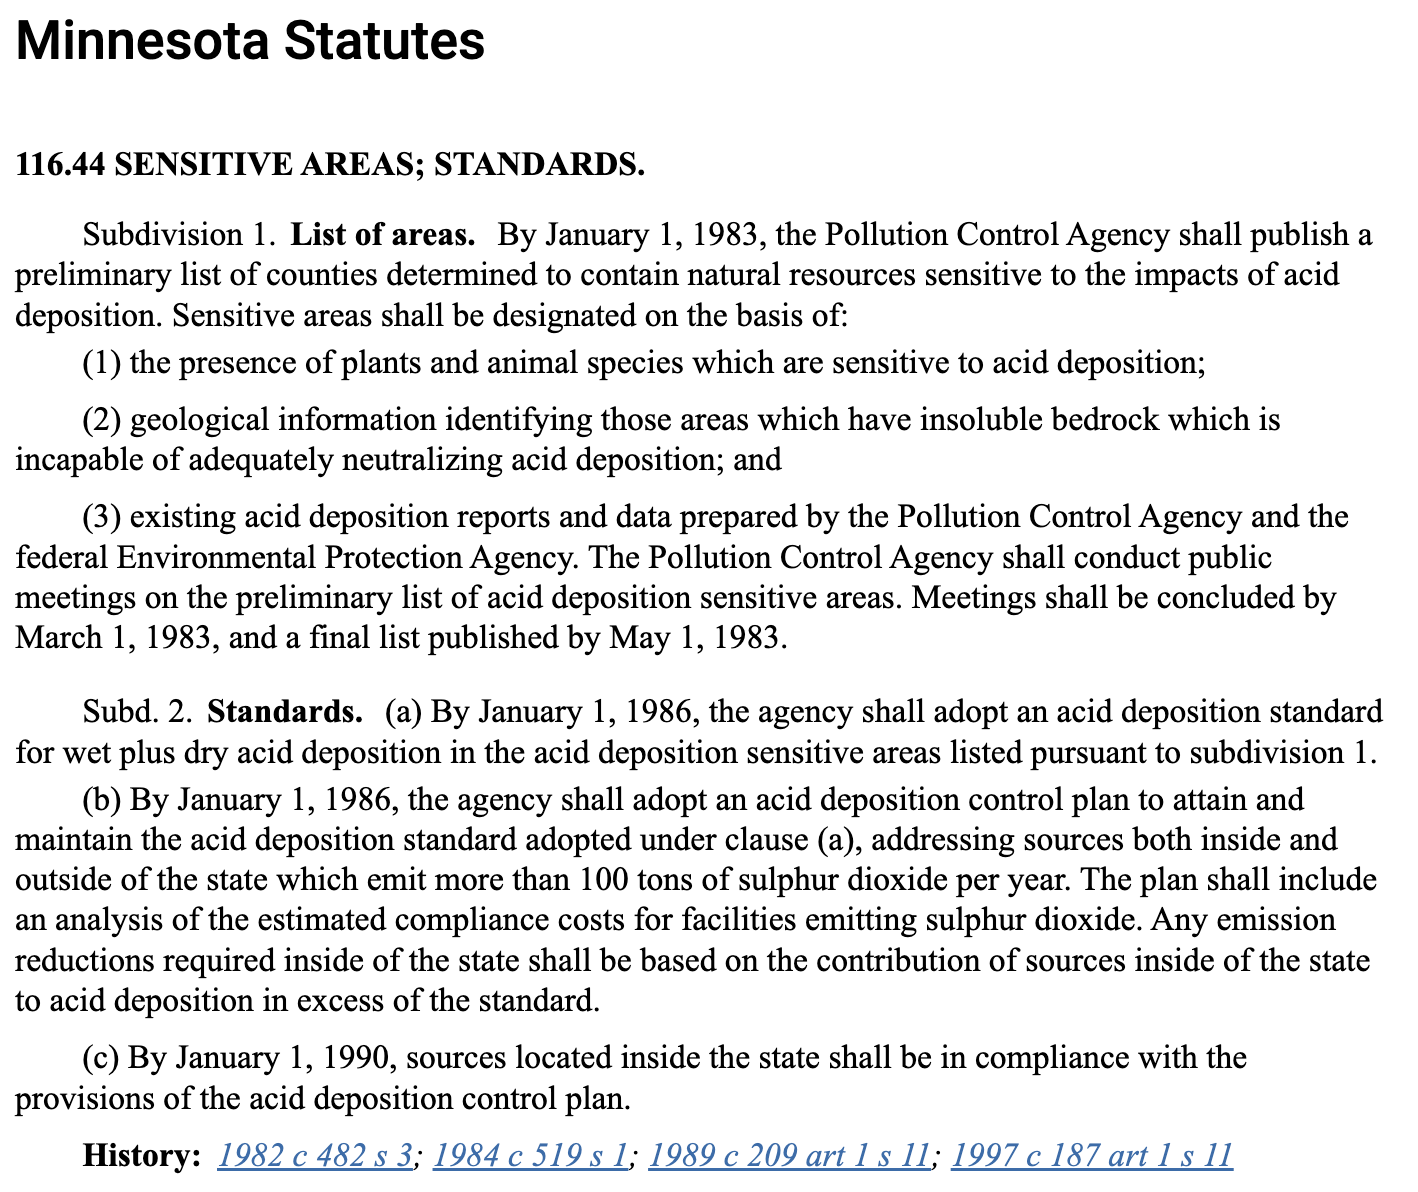 Minnesota Statutes
116.44 SENSITIVE AREAS; STANDARDS.
Subdivision 1. List of areas. By January 1, 1983, the Pollution Control Agency shall publish a
preliminary list of counties determined to contain natural resources sensitive to the impacts of acid
deposition. Sensitive areas shall be designated on the basis of:
(1) the presence of plants and animal species which are sensitive to acid deposition;
(2) geological information identifying those areas which have insoluble bedrock which is
incapable of adequately neutralizing acid deposition; and
(3) existing acid deposition reports and data prepared by the Pollution Control Agency and the
federal Environmental Protection Agency. The Pollution Control Agency shall conduct public
meetings on the preliminary list of acid deposition sensitive areas. Meetings shall be concluded by
March 1, 1983, and a final list published by May 1, 1983.
Subd. 2. Standards. (a) By January 1, 1986, the agency shall adopt an acid deposition standard
for wet plus dry acid deposition in the acid deposition sensitive areas listed pursuant to subdivision 1.
(b) By January 1, 1986, the agency shall adopt an acid deposition control plan to attain and
maintain the acid deposition standard adopted under clause (a), addressing sources both inside and
outside of the state which emit more than 100 tons of sulphur dioxide per year. The plan shall include
an analysis of the estimated compliance costs for facilities emitting sulphur dioxide. Any emission
reductions required inside of the state shall be based on the contribution of sources inside of the state
to acid deposition in excess of the standard.
(c) By January 1, 1990, sources located inside the state shall be in compliance with the
provisions of the acid deposition control plan.
History: 1982 c 482 s 3; 1984 c 519 s 1; 1989 c 209 art 1 s 11; 1997 c 187 art 1 s 11